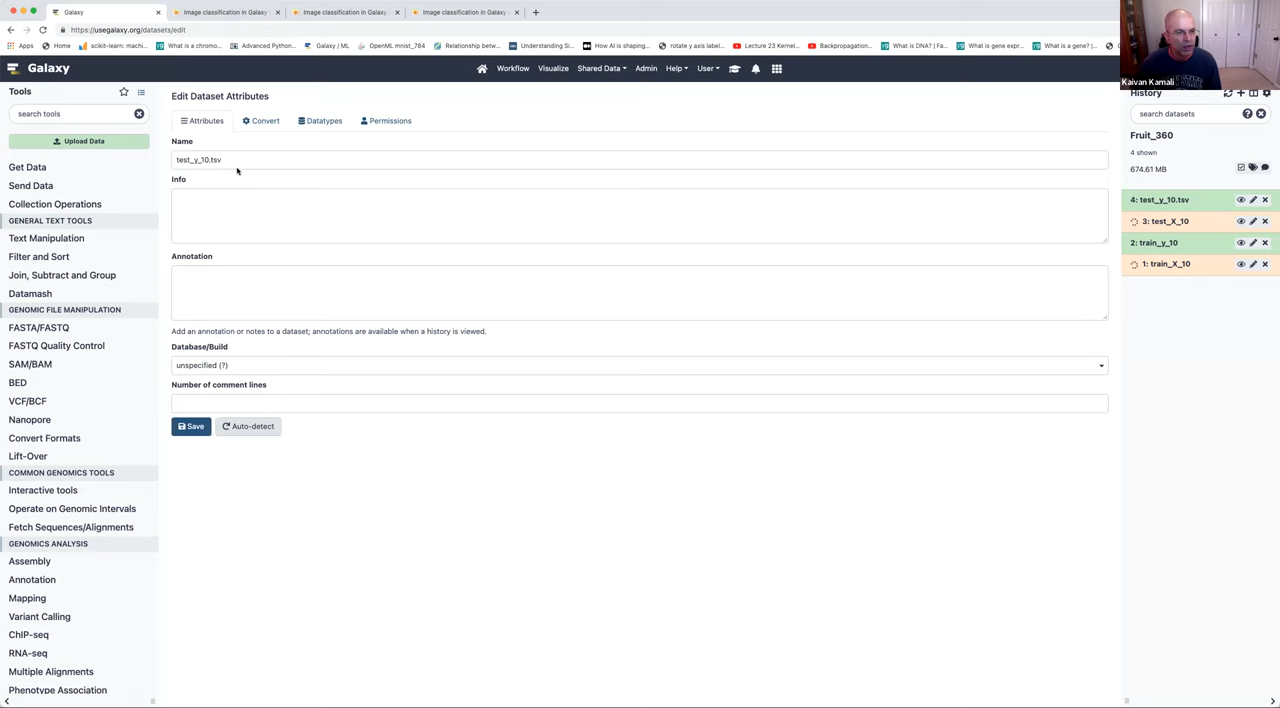 Galaxy
Image classification in Galaxy
Image classification in Galaxy
Image classification in Galaxy
https://usegalaxy.org/datasets/edit
Apps
Home
scikit-learn: machi...
What is a chromo...
Advanced Python...
Galaxy / ML
OpenML mnist_784
Relationship betw...
Understanding Si...
How AI is shaping...
rotate y axis label...
Lecture 23 Kernel...
Backpropagation...
What is DNA? | Fa...
What is gene expr...
What is a gene? |...
Kaivan Kamali
Galaxy
Workflow
Visualize
Shared Data
Admin
Help
User
Tools
search tools
Upload Data
Get Data
Send Data
Collection Operations
GENERAL TEXT TOOLS
Text Manipulation
Filter and Sort
Join, Subtract and Group
Datamash
GENOMIC FILE MANIPULATION
FASTA/FASTQ
FASTQ Quality Control
SAM/BAM
BED
VCF/BCF
Nanopore
Convert Formats
Lift-Over
COMMON GENOMICS TOOLS
Interactive tools
Operate on Genomic Intervals
Fetch Sequences/Alignments
GENOMICS ANALYSIS
Assembly
Annotation
Mapping
Variant Calling
ChIP-seq
RNA-seq
Multiple Alignments
Phenotype Association
Edit Dataset Attributes
Attributes
Convert
Datatypes
Permissions
Name
test_y_10.tsv
Info
Annotation
Add an annotation or notes to a dataset; annotations are available when a history is viewed.
Database/Build
unspecified (?)
Number of comment lines
Save
Auto-detect
History
search datasets
Fruit_360
4 shown
674.61 MB
4: test_y_10.tsv
3: test_X_10
2: train_y_10
1: train_X_10